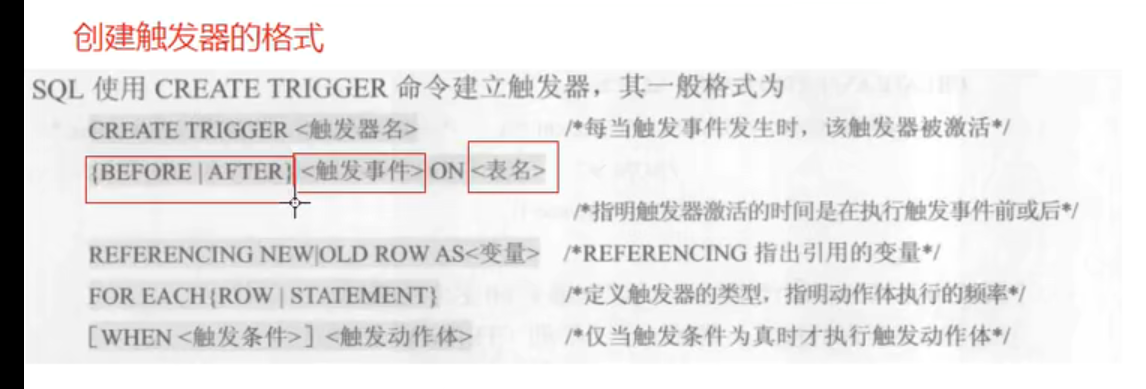 创建触发器的格式
SQL 使用 CREATE TRIGGER 命令建立触发器，其一般格式为
CREATE TRIGGER <触发器名> /*每当触发事件发生时，该触发器被激活*/
{BEFORE | AFTER} <触发事件> ON <表名>
/*指明触发器激活的时间是在执行触发事件前或后*/
REFERENCING NEW|OLD ROW AS<变量> /*REFERENCING 指出引用的变量*/
FOR EACH{ROW | STATEMENT} /*定义触发器的类型，指明动作体执行的频率*/
[WHEN <触发条件>] <触发动作体> /*仅当触发条件为真时才执行触发动作体*/